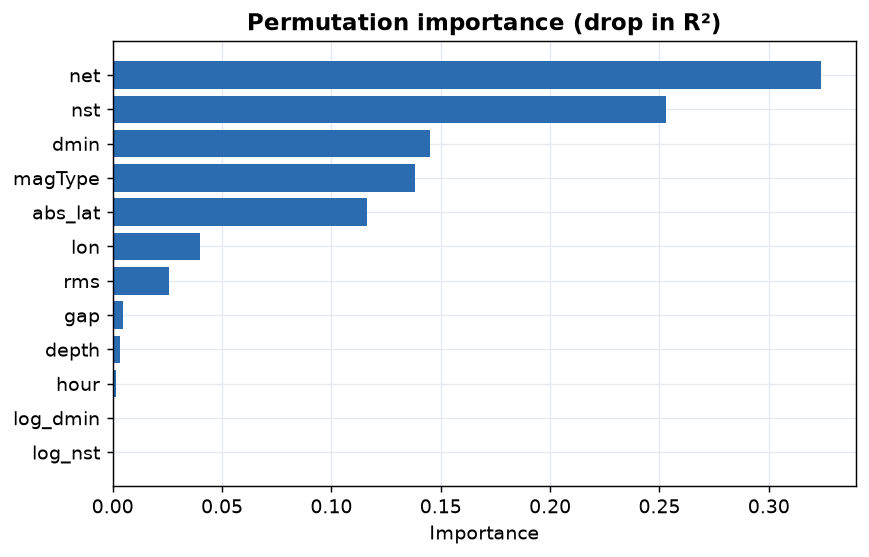 Permutation importance (drop in R²)
net
nst
dmin
magType
abs_lat
lon
rms
gap
depth
hour
log_dmin
log_nst
0.00 0.05 0.10 0.15 0.20 0.25 0.30
Importance